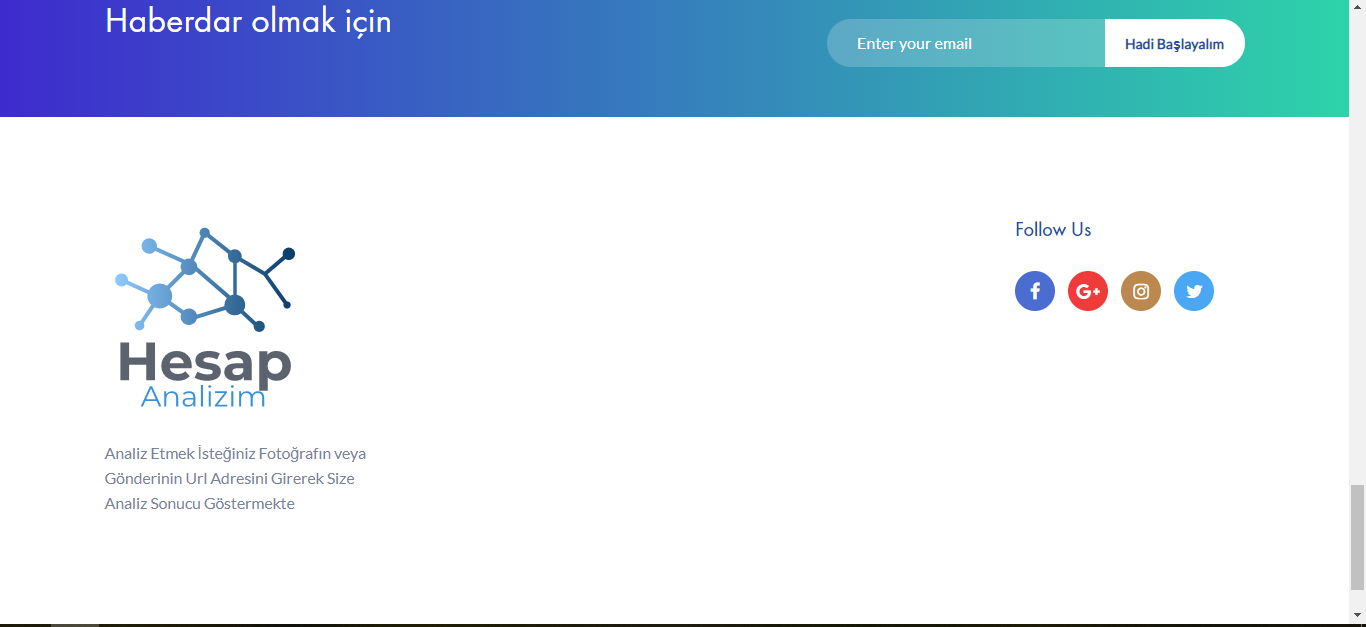 Haberdar olmak için
Enter your email
Hadi Başlayalım
Follow Us
Hesap
Analizim
Analiz Etmek İsteğiniz Fotoğrafın veya
Gönderinin Url Adresini Girerek Size
Analiz Sonucu Göstermekte